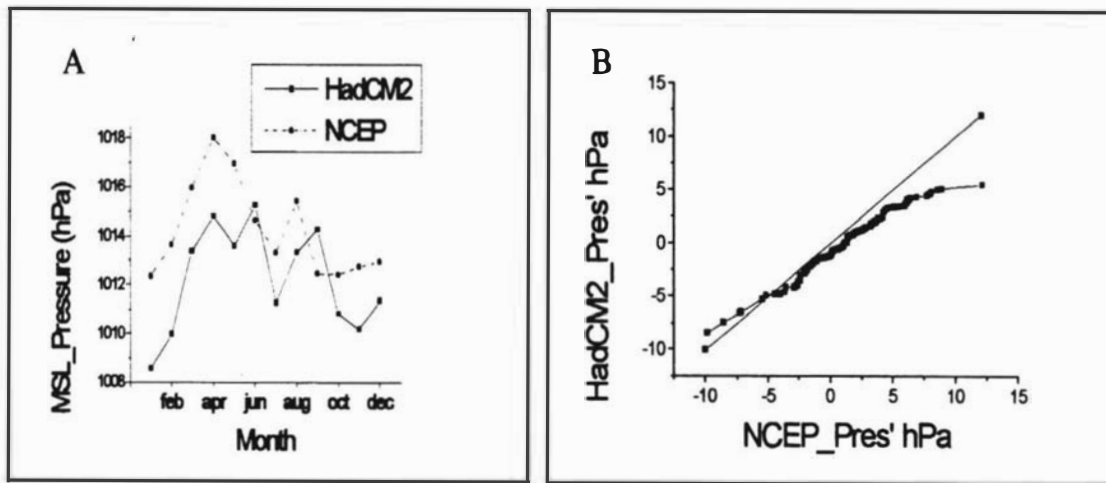 A
HadCM2
NCEP
1018
1016
1014
1012
1010
1008
MSL_Pressure (hPa)
feb apr jun aug oct dec
Month
B
15
10
5
0
-5
-10
HadCM2_Pres' hPa
-10 -5 0 5 10 15
NCEP_Pres' hPa